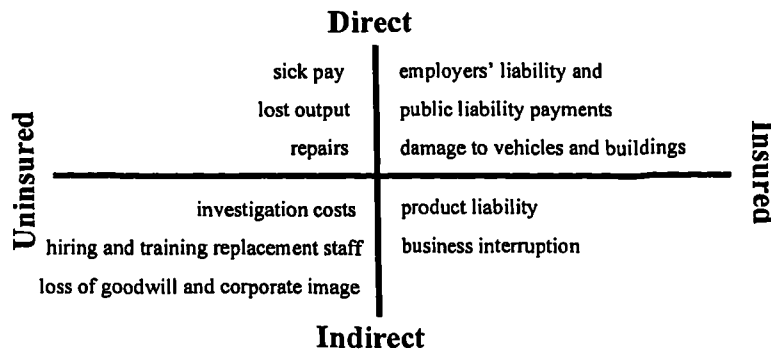 Direct
sick pay
lost output
repairs
employers' liability and
public liability payments
damage to vehicles and buildings
Uninsured
Insured
investigation costs
hiring and training replacement staff
loss of goodwill and corporate image
product liability
business interruption
Indirect